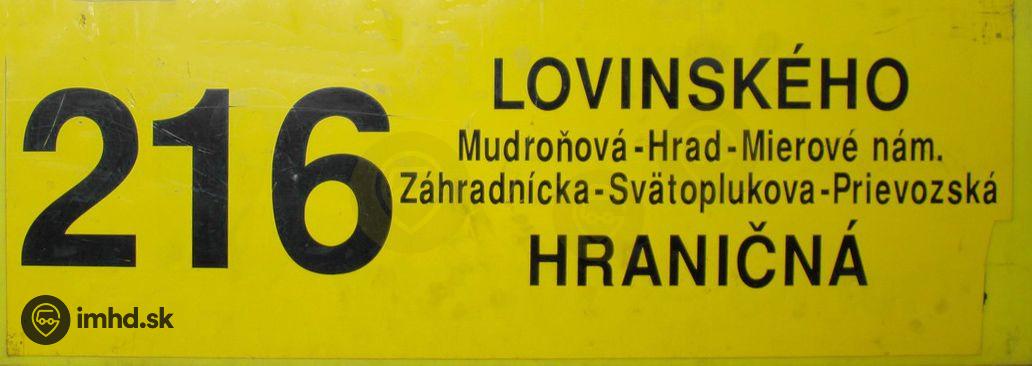 216
LOVINSKÉHO
Mudroňová-Hrad-Mierové nám.
Záhradnícka-Svätoplukova-Prievozská
HRANIČNÁ
imhd.sk